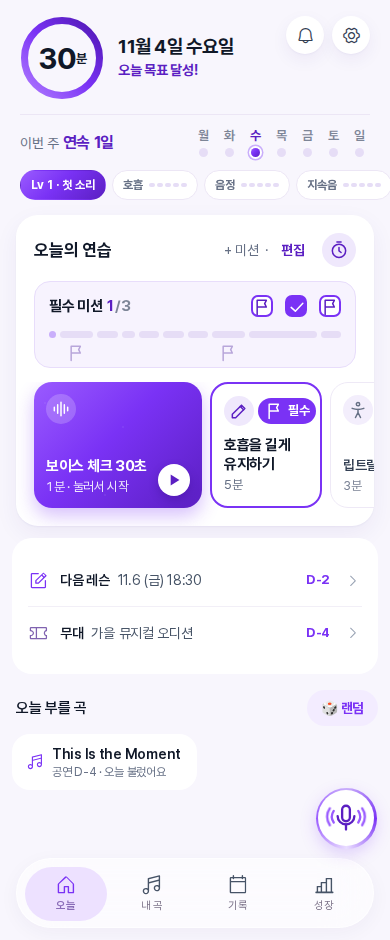 30분
11월 4일 수요일
오늘 목표 달성!
이번 주 연속 1일
월 화 수 목 금 토 일
Lv 1 · 첫 소리 호흡 음정 지속음
오늘의 연습
+ 미션 · 편집
필수 미션 1/3
보이스 체크 30초
1분 · 눌러서 시작
필수
호흡을 길게
유지하기
5분
립트릴
3분
다음 레슨 11.6 (금) 18:30 D-2
무대 가을 뮤지컬 오디션 D-4
오늘 부를 곡
랜덤
This Is the Moment
공연 D-4 · 오늘 불렀어요
오늘 내 곡 기록 성장